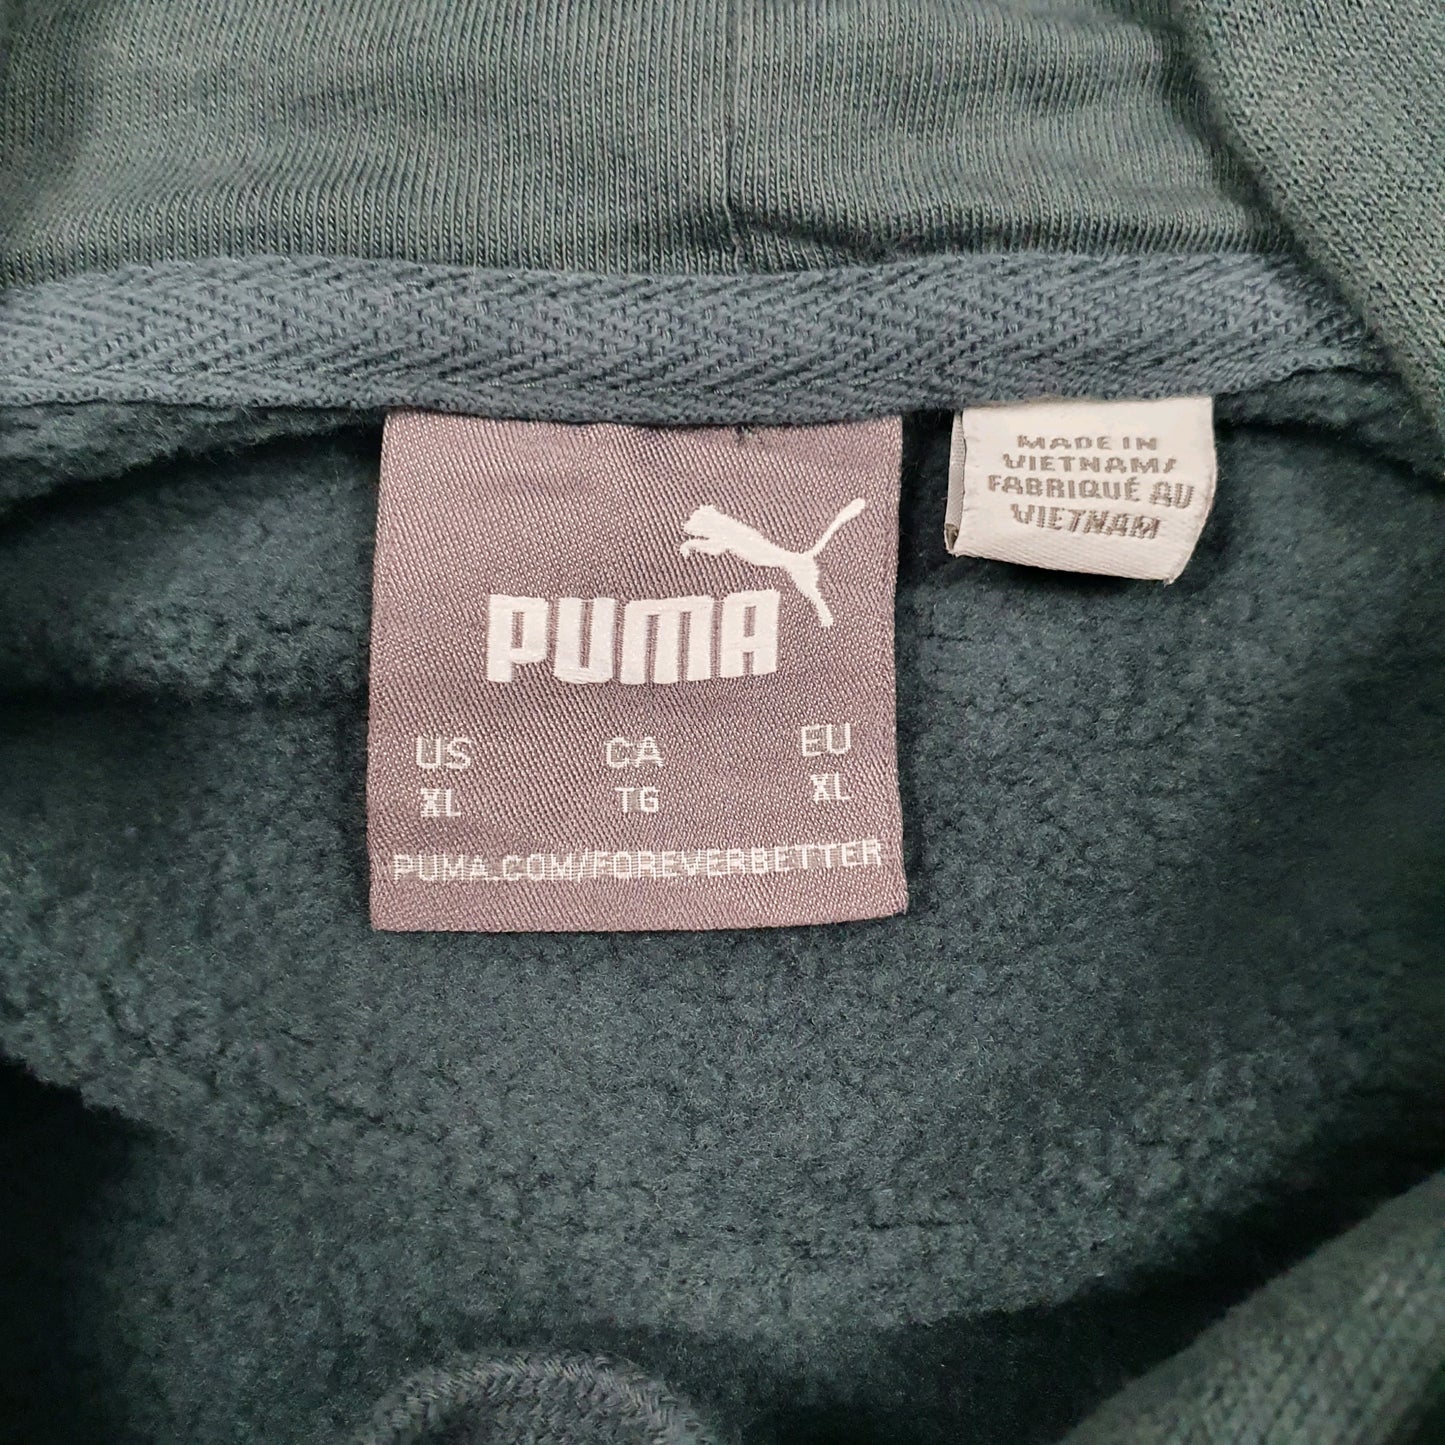 PUMA
US CA EU
XL TG XL
PUMA.COM/FOREVERBETTER
MADE IN
VIETNAM/
FABRIQUÉ AU
VIETNAM